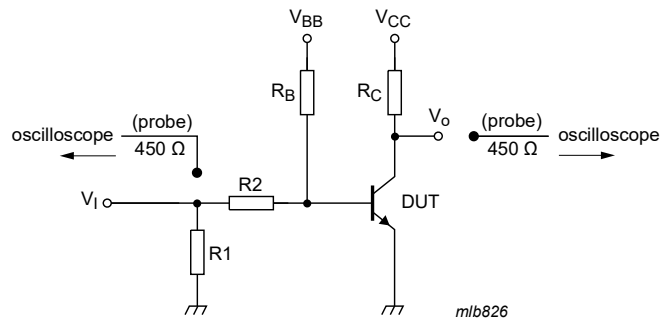 V_BB
V_CC
R_B
R_C
V_o
(probe)
450 Ω
oscilloscope
(probe)
450 Ω
oscilloscope
R2
V_I
DUT
R1
mlb826